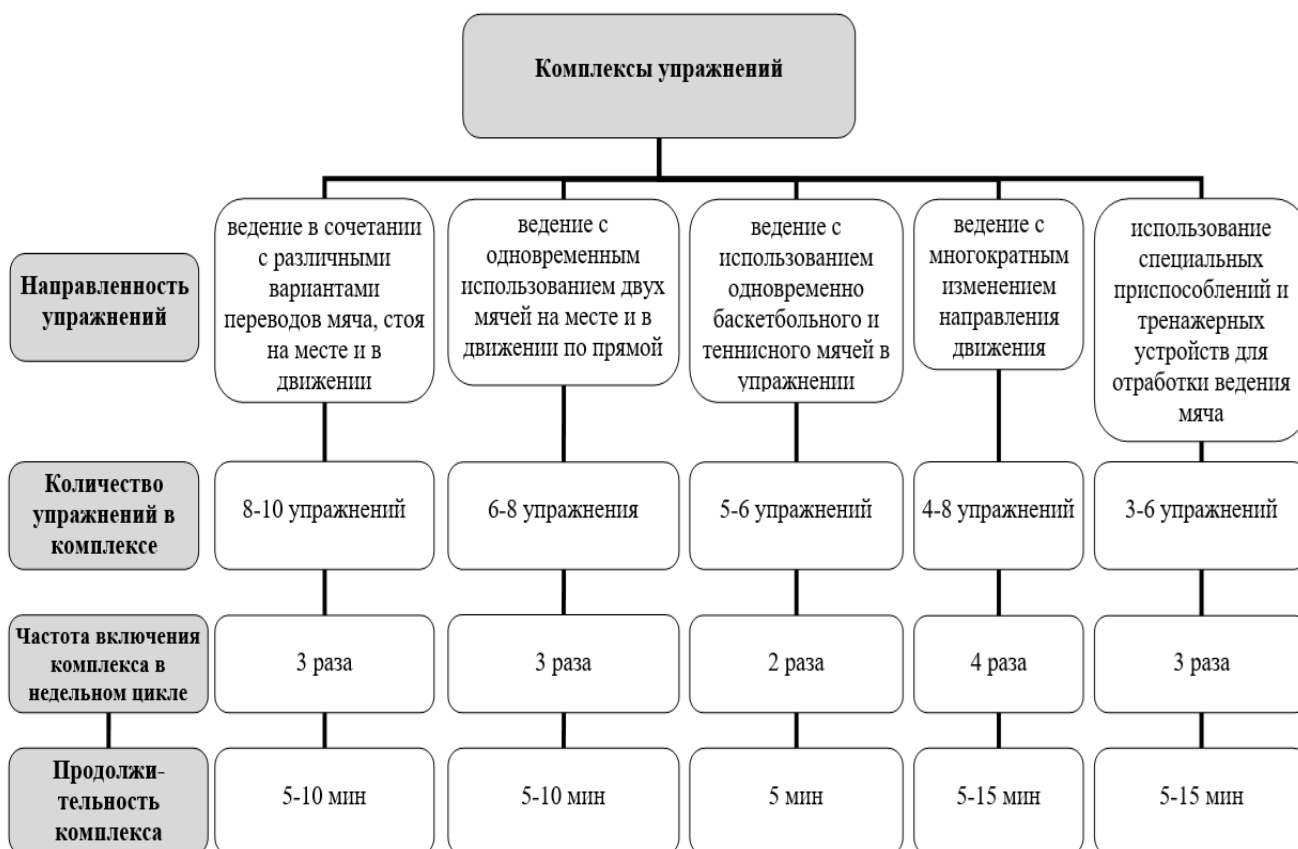 Комплексы упражнений
Направленность
упражнений
ведение в сочетании
с различными
вариантами
переводов мяча, стоя
на месте и в
движении
ведение с
одновременным
использованием двух
мячей на месте и в
движении по прямой
ведение с
использованием
одновременно
баскетбольного и
теннисного мячей в
упражнении
ведение с
многократным
изменением
направления
движения
использование
специальных
приспособлений и
тренажерных
устройств для
отработки ведения
мяча
Количество
упражнений в
комплексе
8-10 упражнений
6-8 упражнения
5-6 упражнений
4-8 упражнений
3-6 упражнений
Частота включения
комплекса в
недельном цикле
3 раза
3 раза
2 раза
4 раза
3 раза
Продолжи-
тельность
комплекса
5-10 мин
5-10 мин
5 мин
5-15 мин
5-15 мин